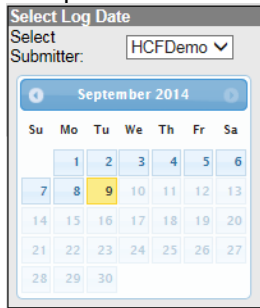 Select Log Date
Select
Submitter:
HCFDemo
September 2014
Su Mo Tu We Th Fr Sa
1 2 3 4 5 6
7 8 9 10 11 12 13
14 15 16 17 18 19 20
21 22 23 24 25 26 27
28 29 30